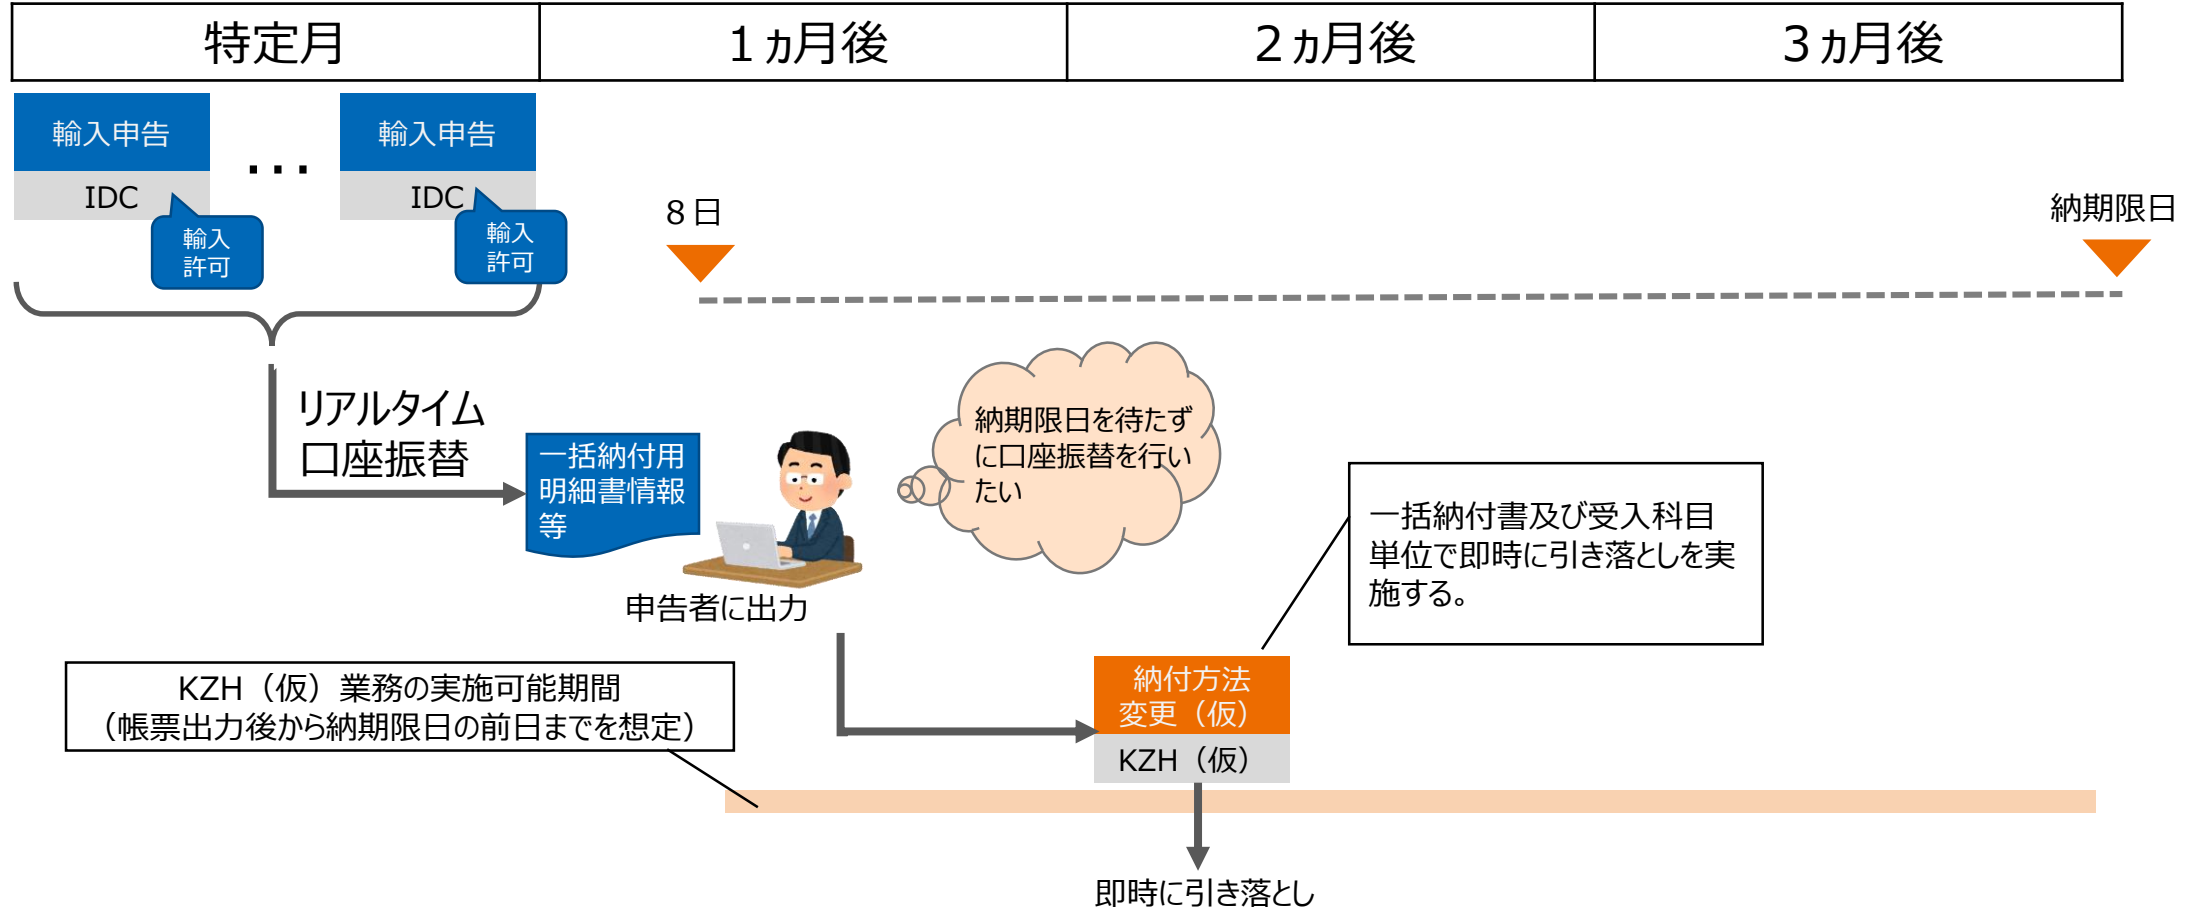 特定月
1ヵ月後
2ヵ月後
3ヵ月後
輸入申告
IDC
輸入
許可
...
輸入申告
IDC
輸入
許可
8日
納期限日
リアルタイム
口座振替
一括納付用
明細書情報
等
申告者に出力
納期限日を待たず
に口座振替を行い
たい
一括納付書及び受入科目
単位で即時に引き落としを実
施する。
KZH（仮）業務の実施可能期間
（帳票出力後から納期限日の前日までを想定）
納付方法
変更（仮）
KZH（仮）
即時に引き落とし